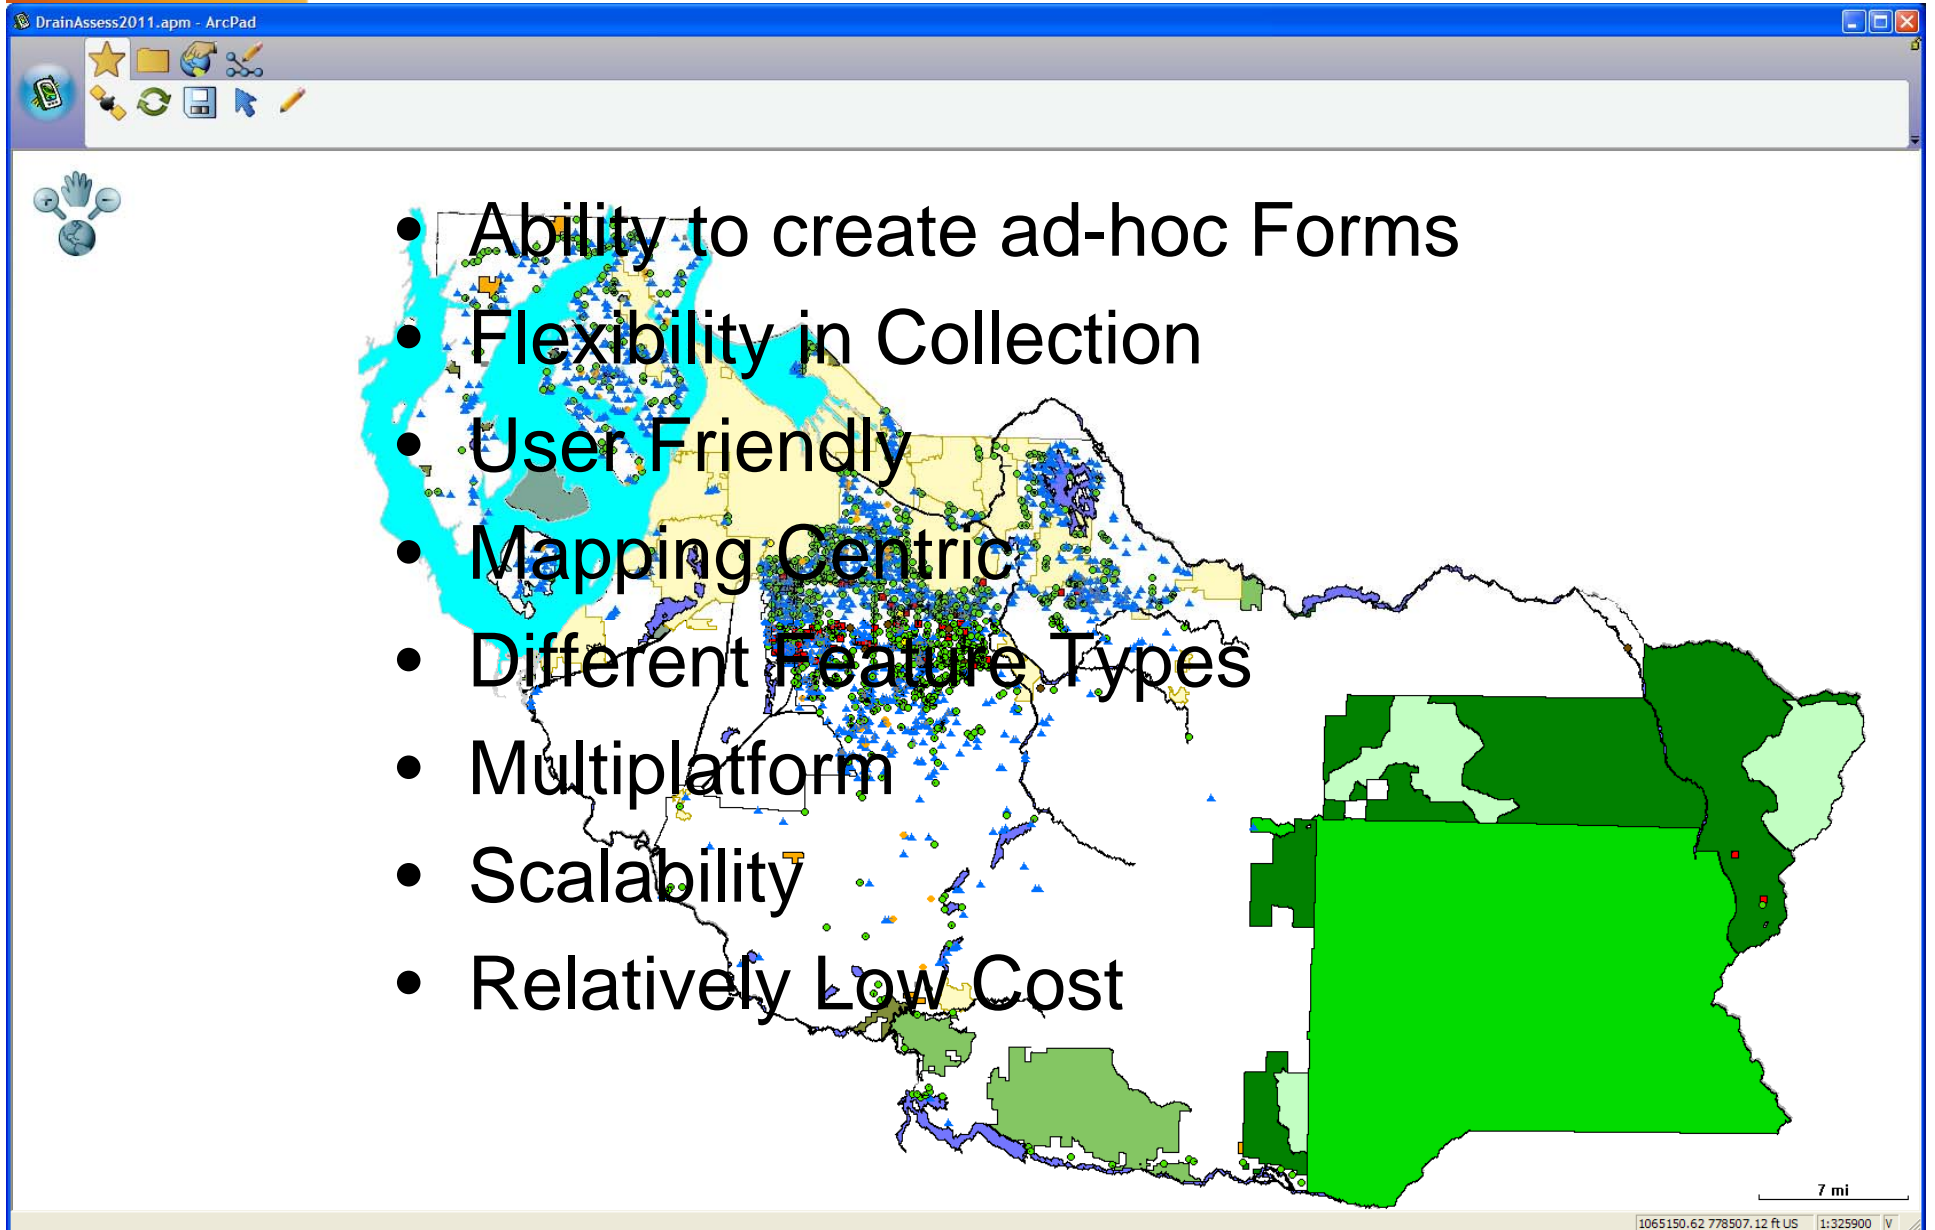 DrainAssess2011.apm - ArcPad
• Ability to create ad-hoc Forms
• Flexibility in Collection
• User Friendly
• Mapping Centric
• Different Feature Types
• Multiplatform
• Scalability
• Relatively Low Cost
7 mi
1065150.62 778507.12 ft US 1:325900 V